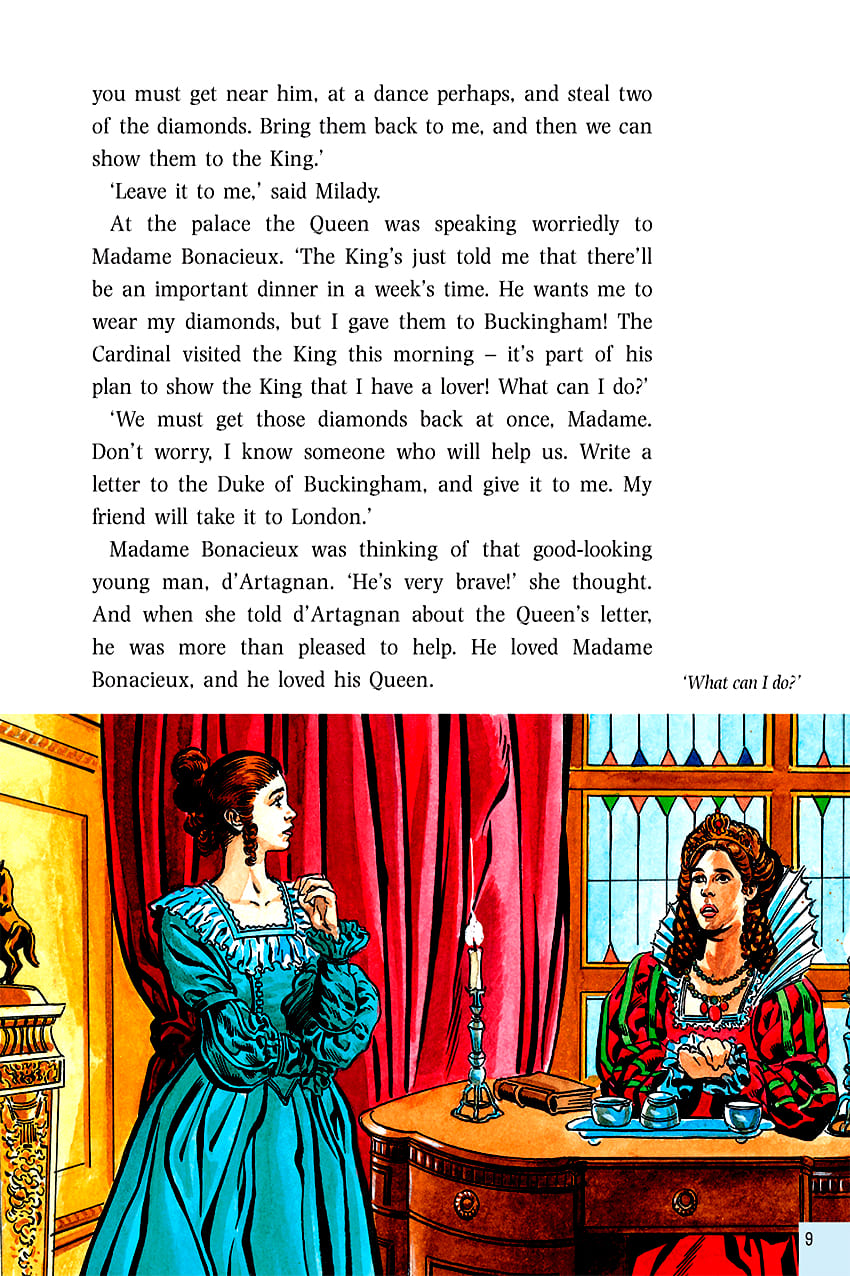 you must get near him, at a dance perhaps, and steal two
of the diamonds. Bring them back to me, and then we can
show them to the King.’
‘Leave it to me,’ said Milady.
At the palace the Queen was speaking worriedly to
Madame Bonacieux. ‘The King’s just told me that there’ll
be an important dinner in a week’s time. He wants me to
wear my diamonds, but I gave them to Buckingham! The
Cardinal visited the King this morning – it’s part of his
plan to show the King that I have a lover! What can I do?’
‘We must get those diamonds back at once, Madame.
Don’t worry, I know someone who will help us. Write a
letter to the Duke of Buckingham, and give it to me. My
friend will take it to London.’
Madame Bonacieux was thinking of that good-looking
young man, d’Artagnan. ‘He’s very brave!’ she thought.
And when she told d’Artagnan about the Queen’s letter,
he was more than pleased to help. He loved Madame
Bonacieux, and he loved his Queen.
‘What can I do?’
9